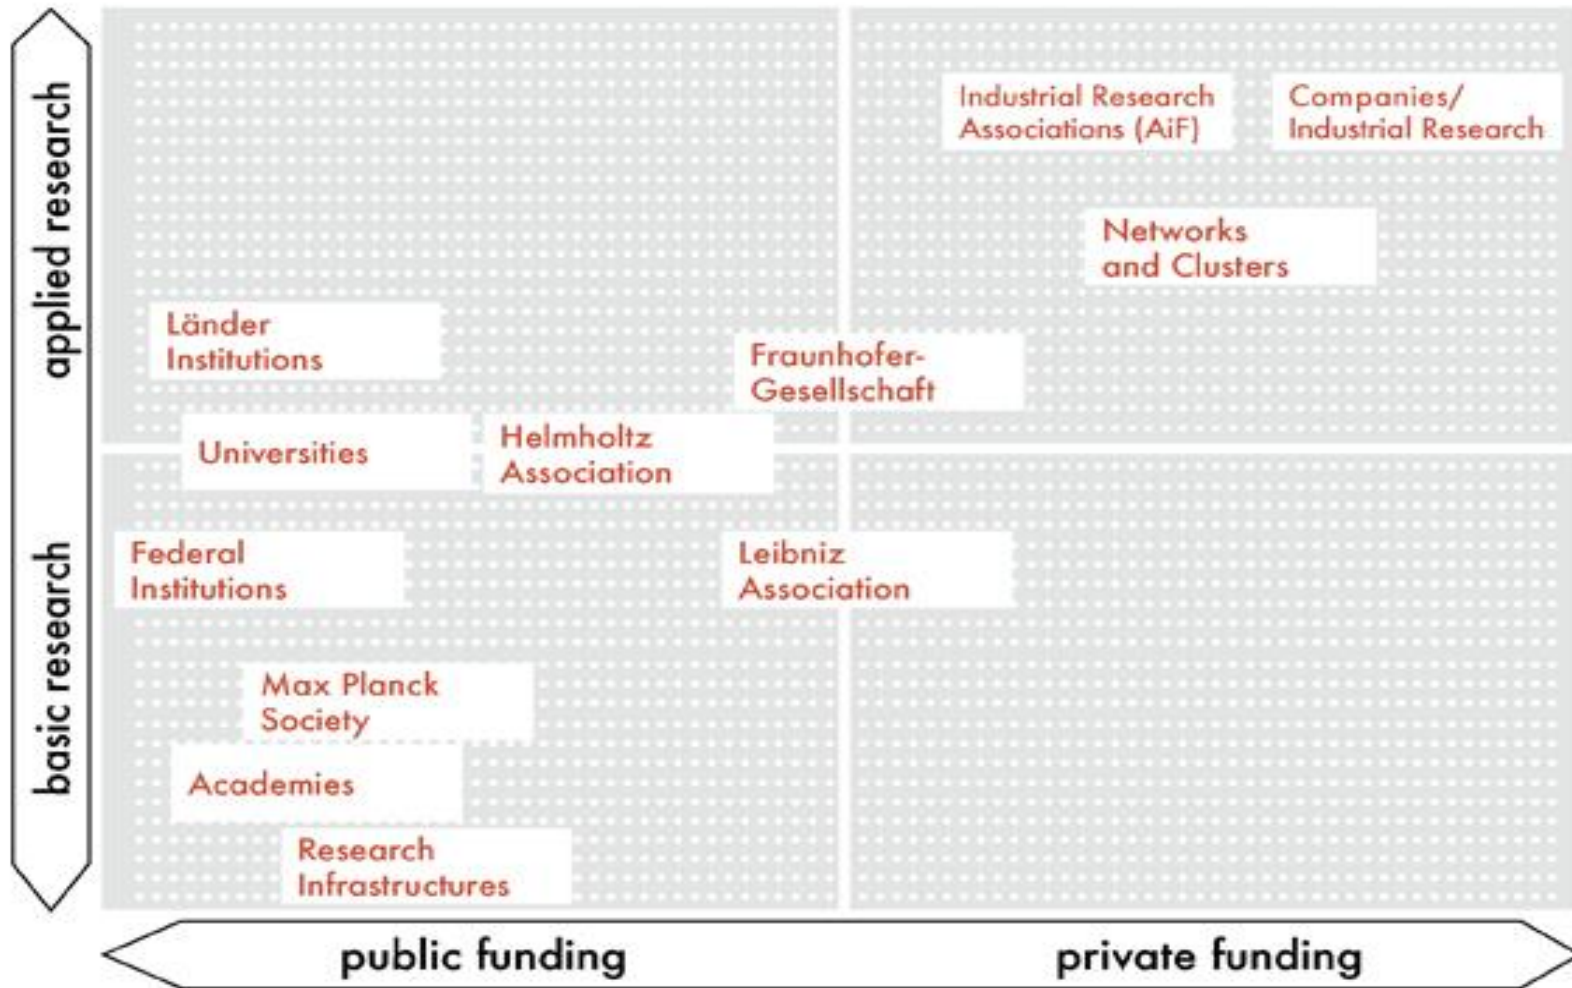 applied research
basic research
Industrial Research
Associations (AiF)
Companies/
Industrial Research
Networks
and Clusters
Länder
Institutions
Fraunhofer-
Gesellschaft
Universities
Helmholtz
Association
Federal
Institutions
Leibniz
Association
Max Planck
Society
Academies
Research
Infrastructures
public funding
private funding